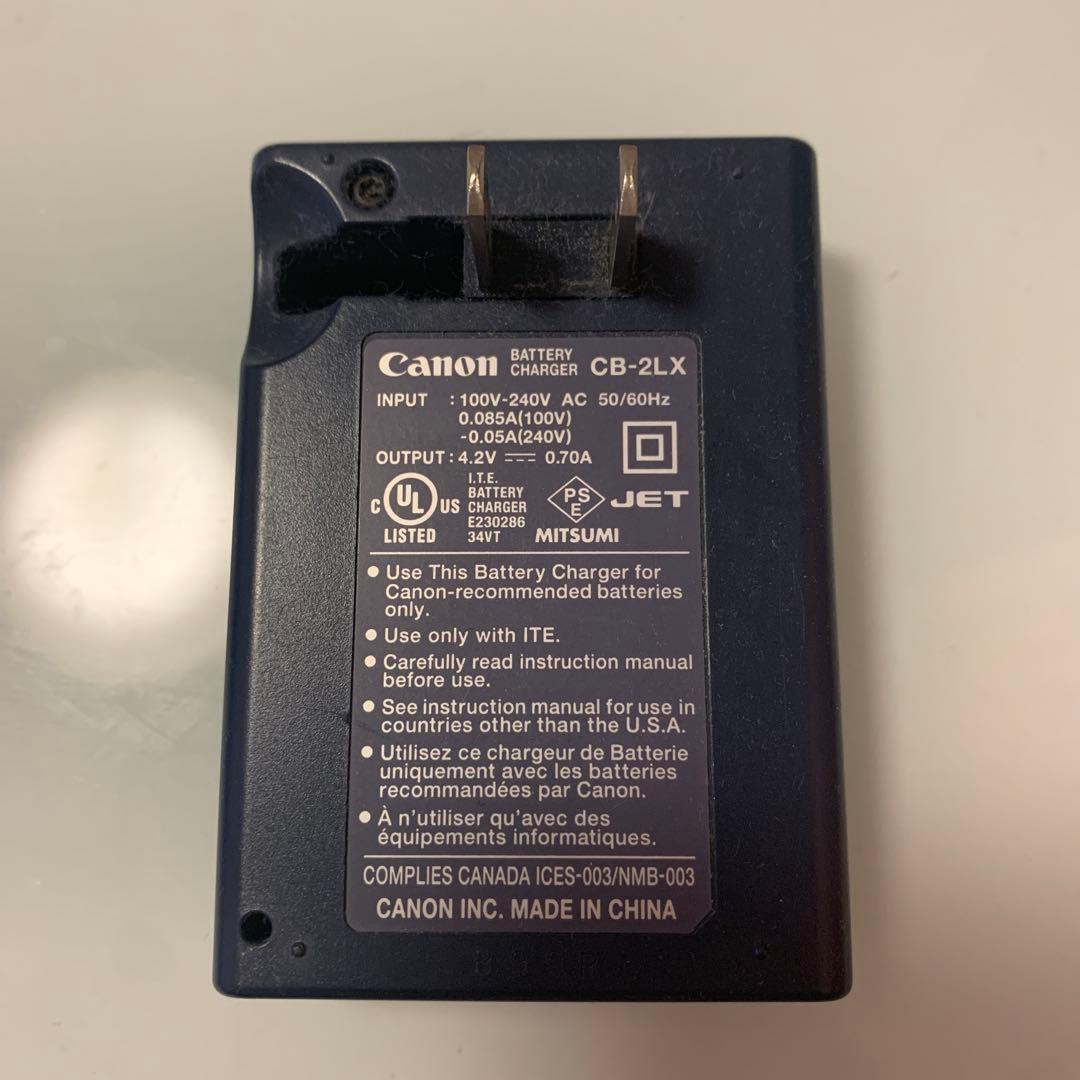 Canon BATTERY CHARGER CB-2LX
INPUT : 100V-240V AC 50/60Hz
0.085A(100V)
-0.05A(240V)
OUTPUT : 4.2V ⎓ 0.70A
C UL US
LISTED
I.T.E.
BATTERY
CHARGER
E230286
34VT
PS
E
JET
MITSUMI
● Use This Battery Charger for
Canon-recommended batteries
only.
● Use only with ITE.
● Carefully read instruction manual
before use.
● See instruction manual for use in
countries other than the U.S.A.
● Utilisez ce chargeur de Batterie
uniquement avec les batteries
recommandées par Canon.
● À n'utiliser qu'avec des
équipements informatiques.
COMPLIES CANADA ICES-003/NMB-003
CANON INC. MADE IN CHINA